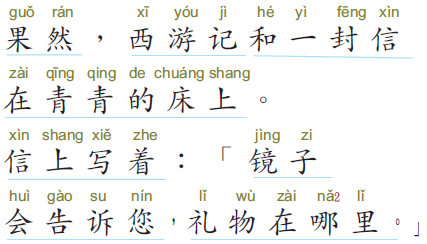 guǒ rán xī yóu jì hé yì fēng xìn
果然，西游记和一封信
zài qīng qing de chuáng shang
在青青的床上。
xìn shang xiě zhe jìng zi
信上写着：「镜子
huì gào su nín lǐ wù zài nǎ2 lǐ
会告诉您，礼物在哪里。」